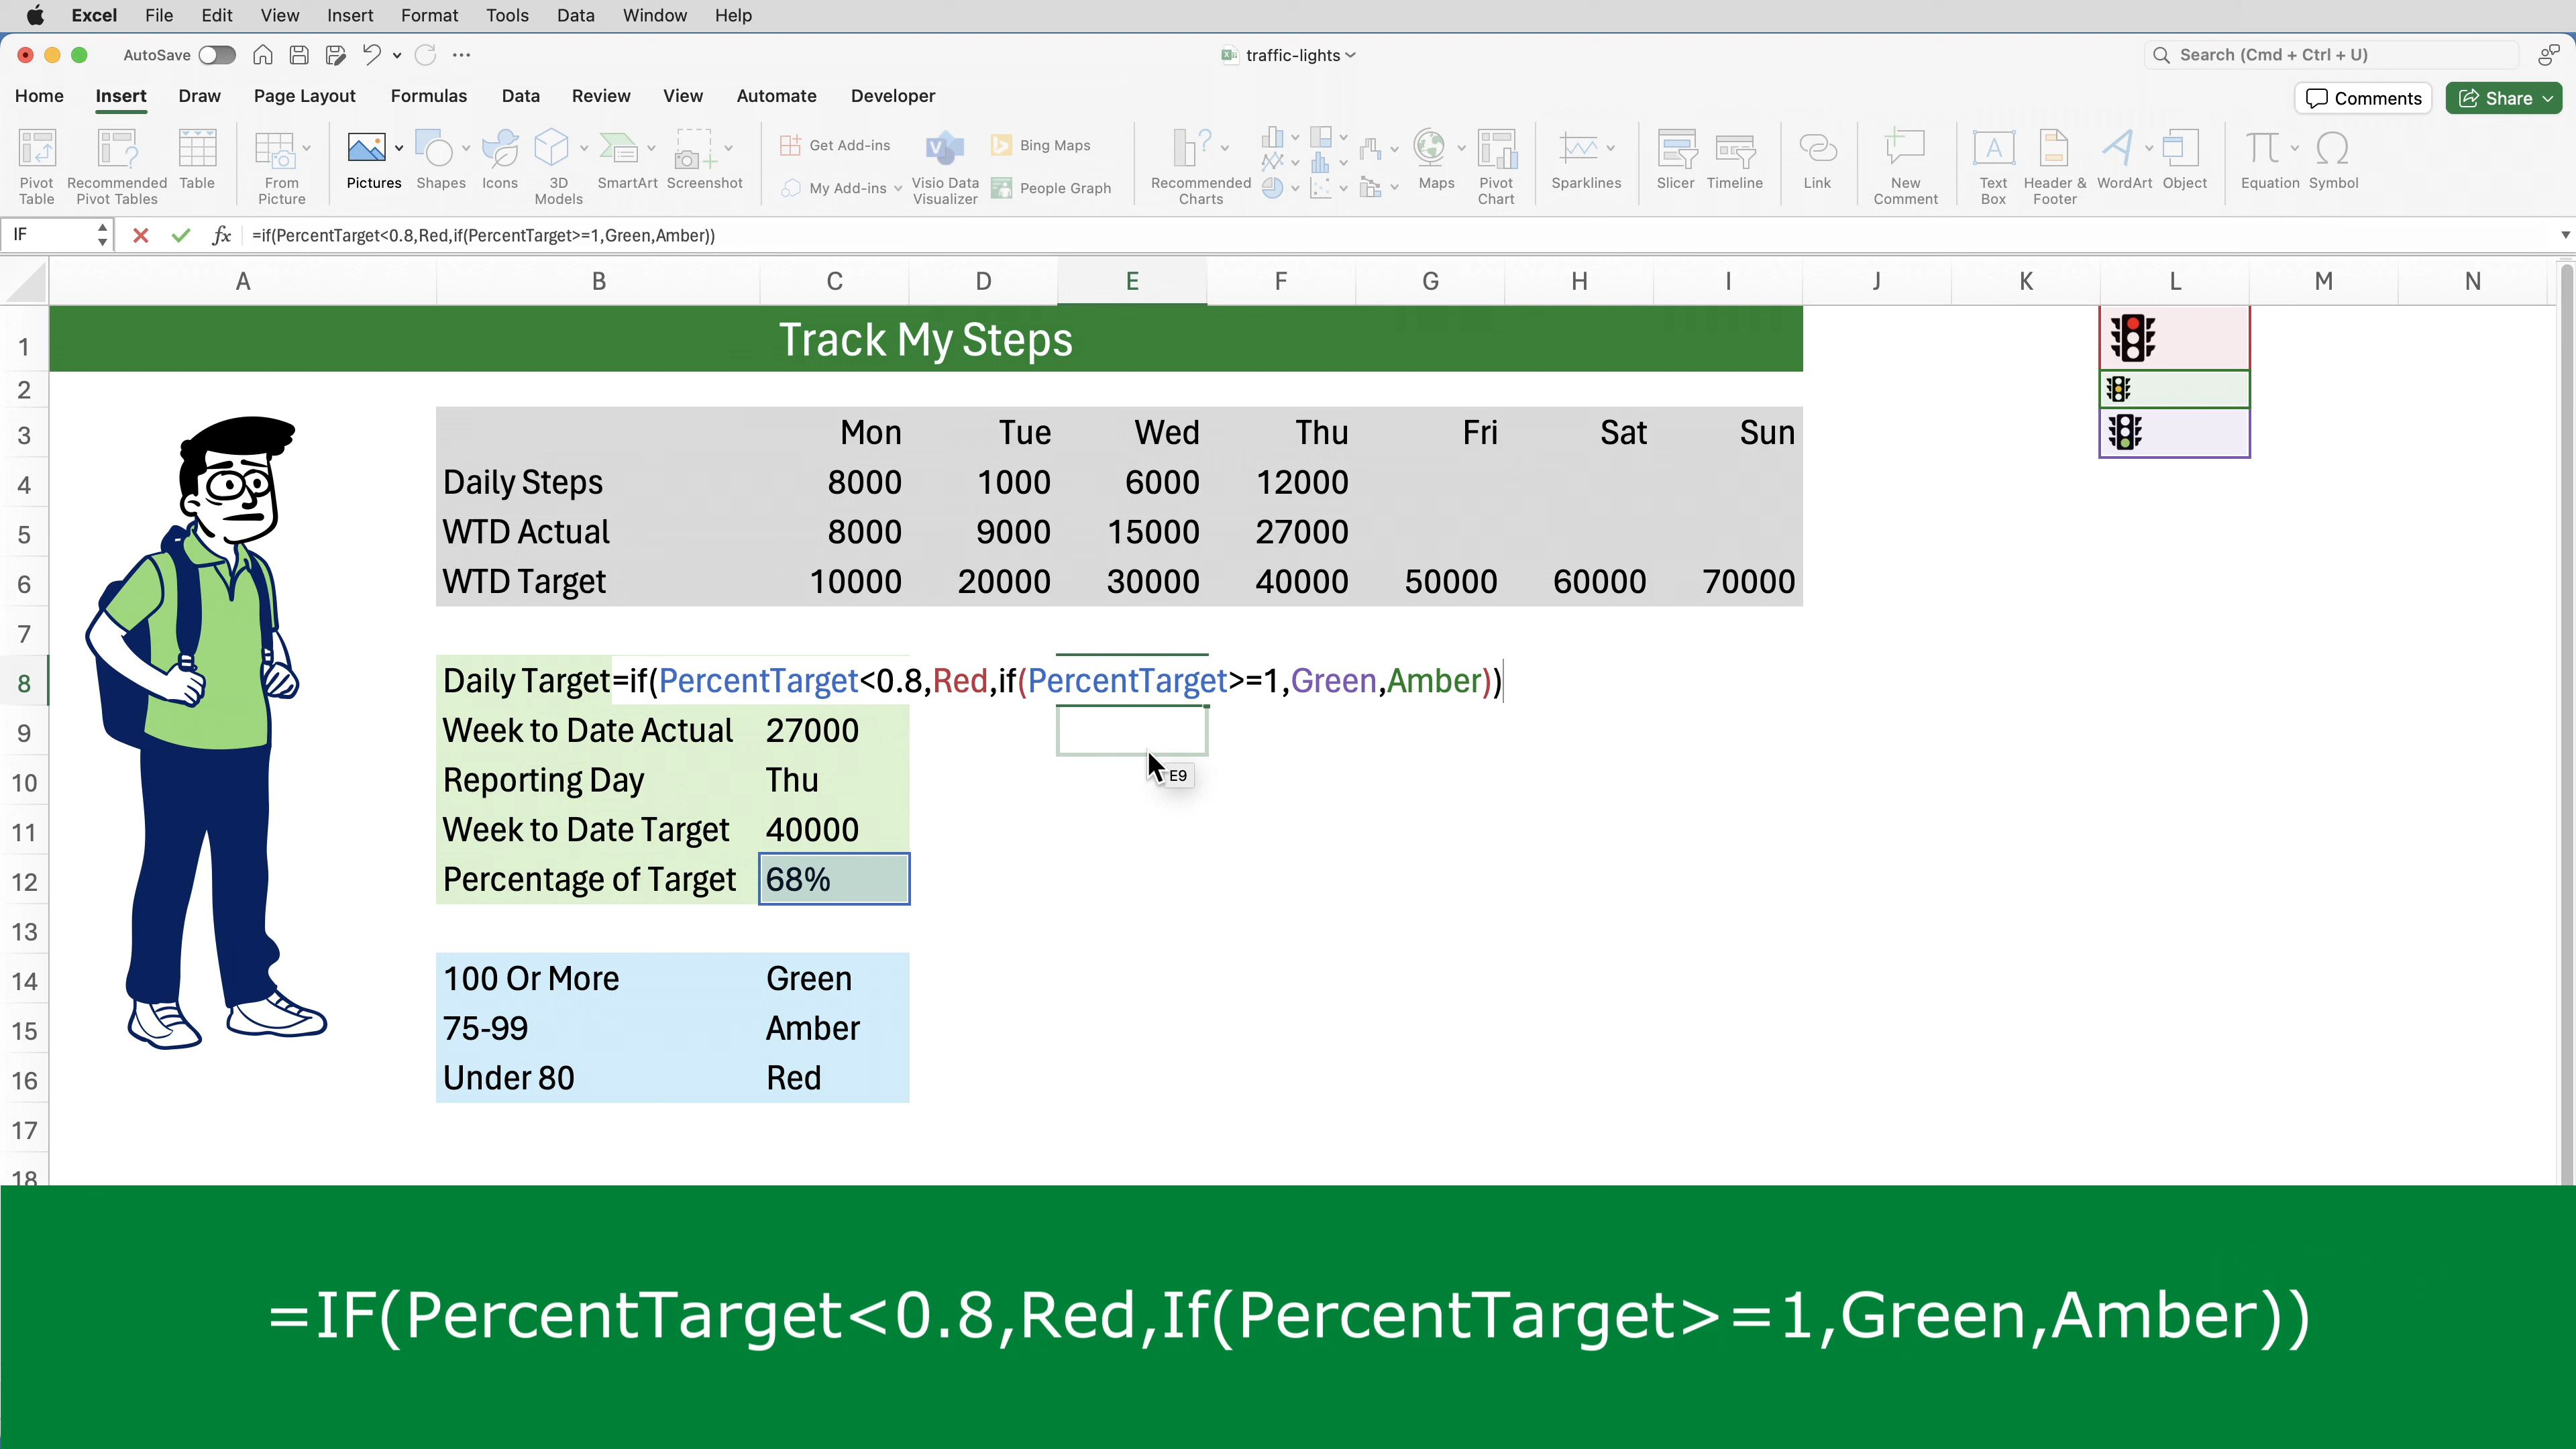 Excel File Edit View Insert Format Tools Data Window Help
AutoSave traffic-lights Search (Cmd + Ctrl + U)
Home Insert Draw Page Layout Formulas Data Review View Automate Developer Comments Share
Pivot Table
Recommended Pivot Tables
Table
From Picture
Pictures
Shapes
Icons
3D Models
SmartArt
Screenshot
Get Add-ins
My Add-ins
Visio Data Visualizer
Bing Maps
People Graph
Recommended Charts
Maps
Pivot Chart
Sparklines
Slicer
Timeline
Link
New Comment
Text Box
Header & Footer
WordArt
Object
Equation
Symbol
IF fx =if(PercentTarget<0.8,Red,if(PercentTarget>=1,Green,Amber))
A B C D E F G H I J K L M N
1 Track My Steps
2
3 Mon Tue Wed Thu Fri Sat Sun
4 Daily Steps 8000 1000 6000 12000
5 WTD Actual 8000 9000 15000 27000
6 WTD Target 10000 20000 30000 40000 50000 60000 70000
7
8 Daily Target =if(PercentTarget<0.8,Red,if(PercentTarget>=1,Green,Amber))
9 Week to Date Actual 27000
E9
10 Reporting Day Thu
11 Week to Date Target 40000
12 Percentage of Target 68%
13
14 100 Or More Green
15 75-99 Amber
16 Under 80 Red
17
18
=IF(PercentTarget<0.8,Red,If(PercentTarget>=1,Green,Amber))